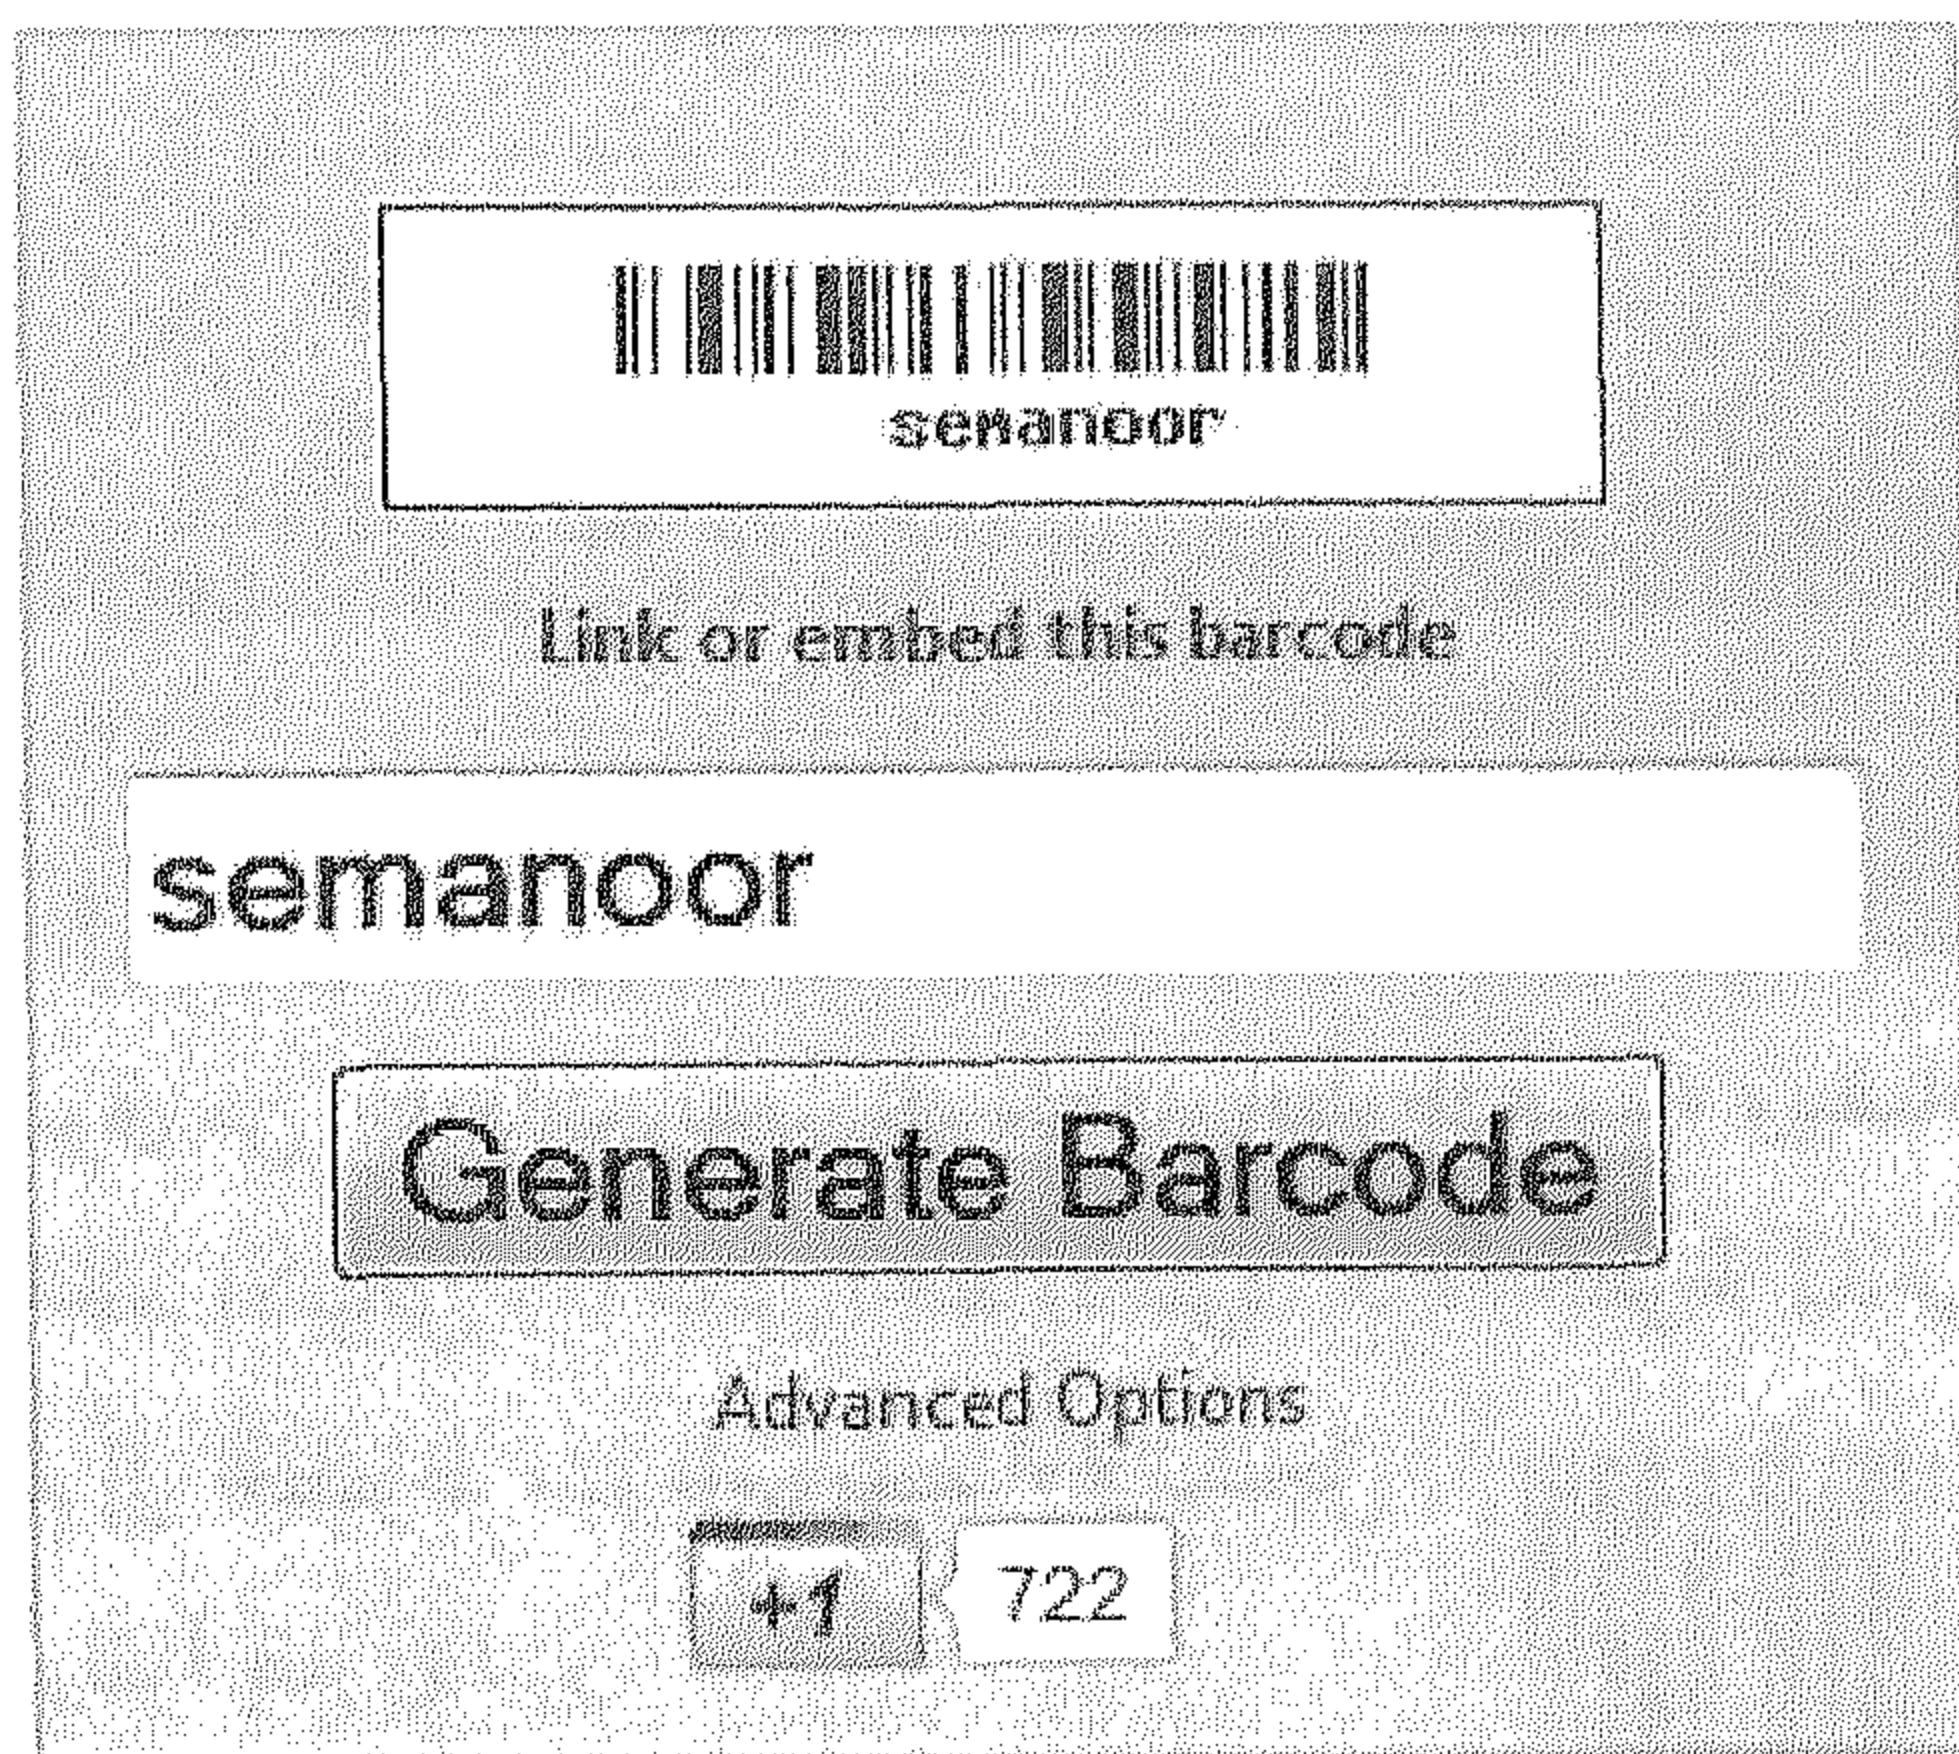 semanoor
Link or embed this barcode
semanoor
Generate Barcode
Advanced Options
+1 722